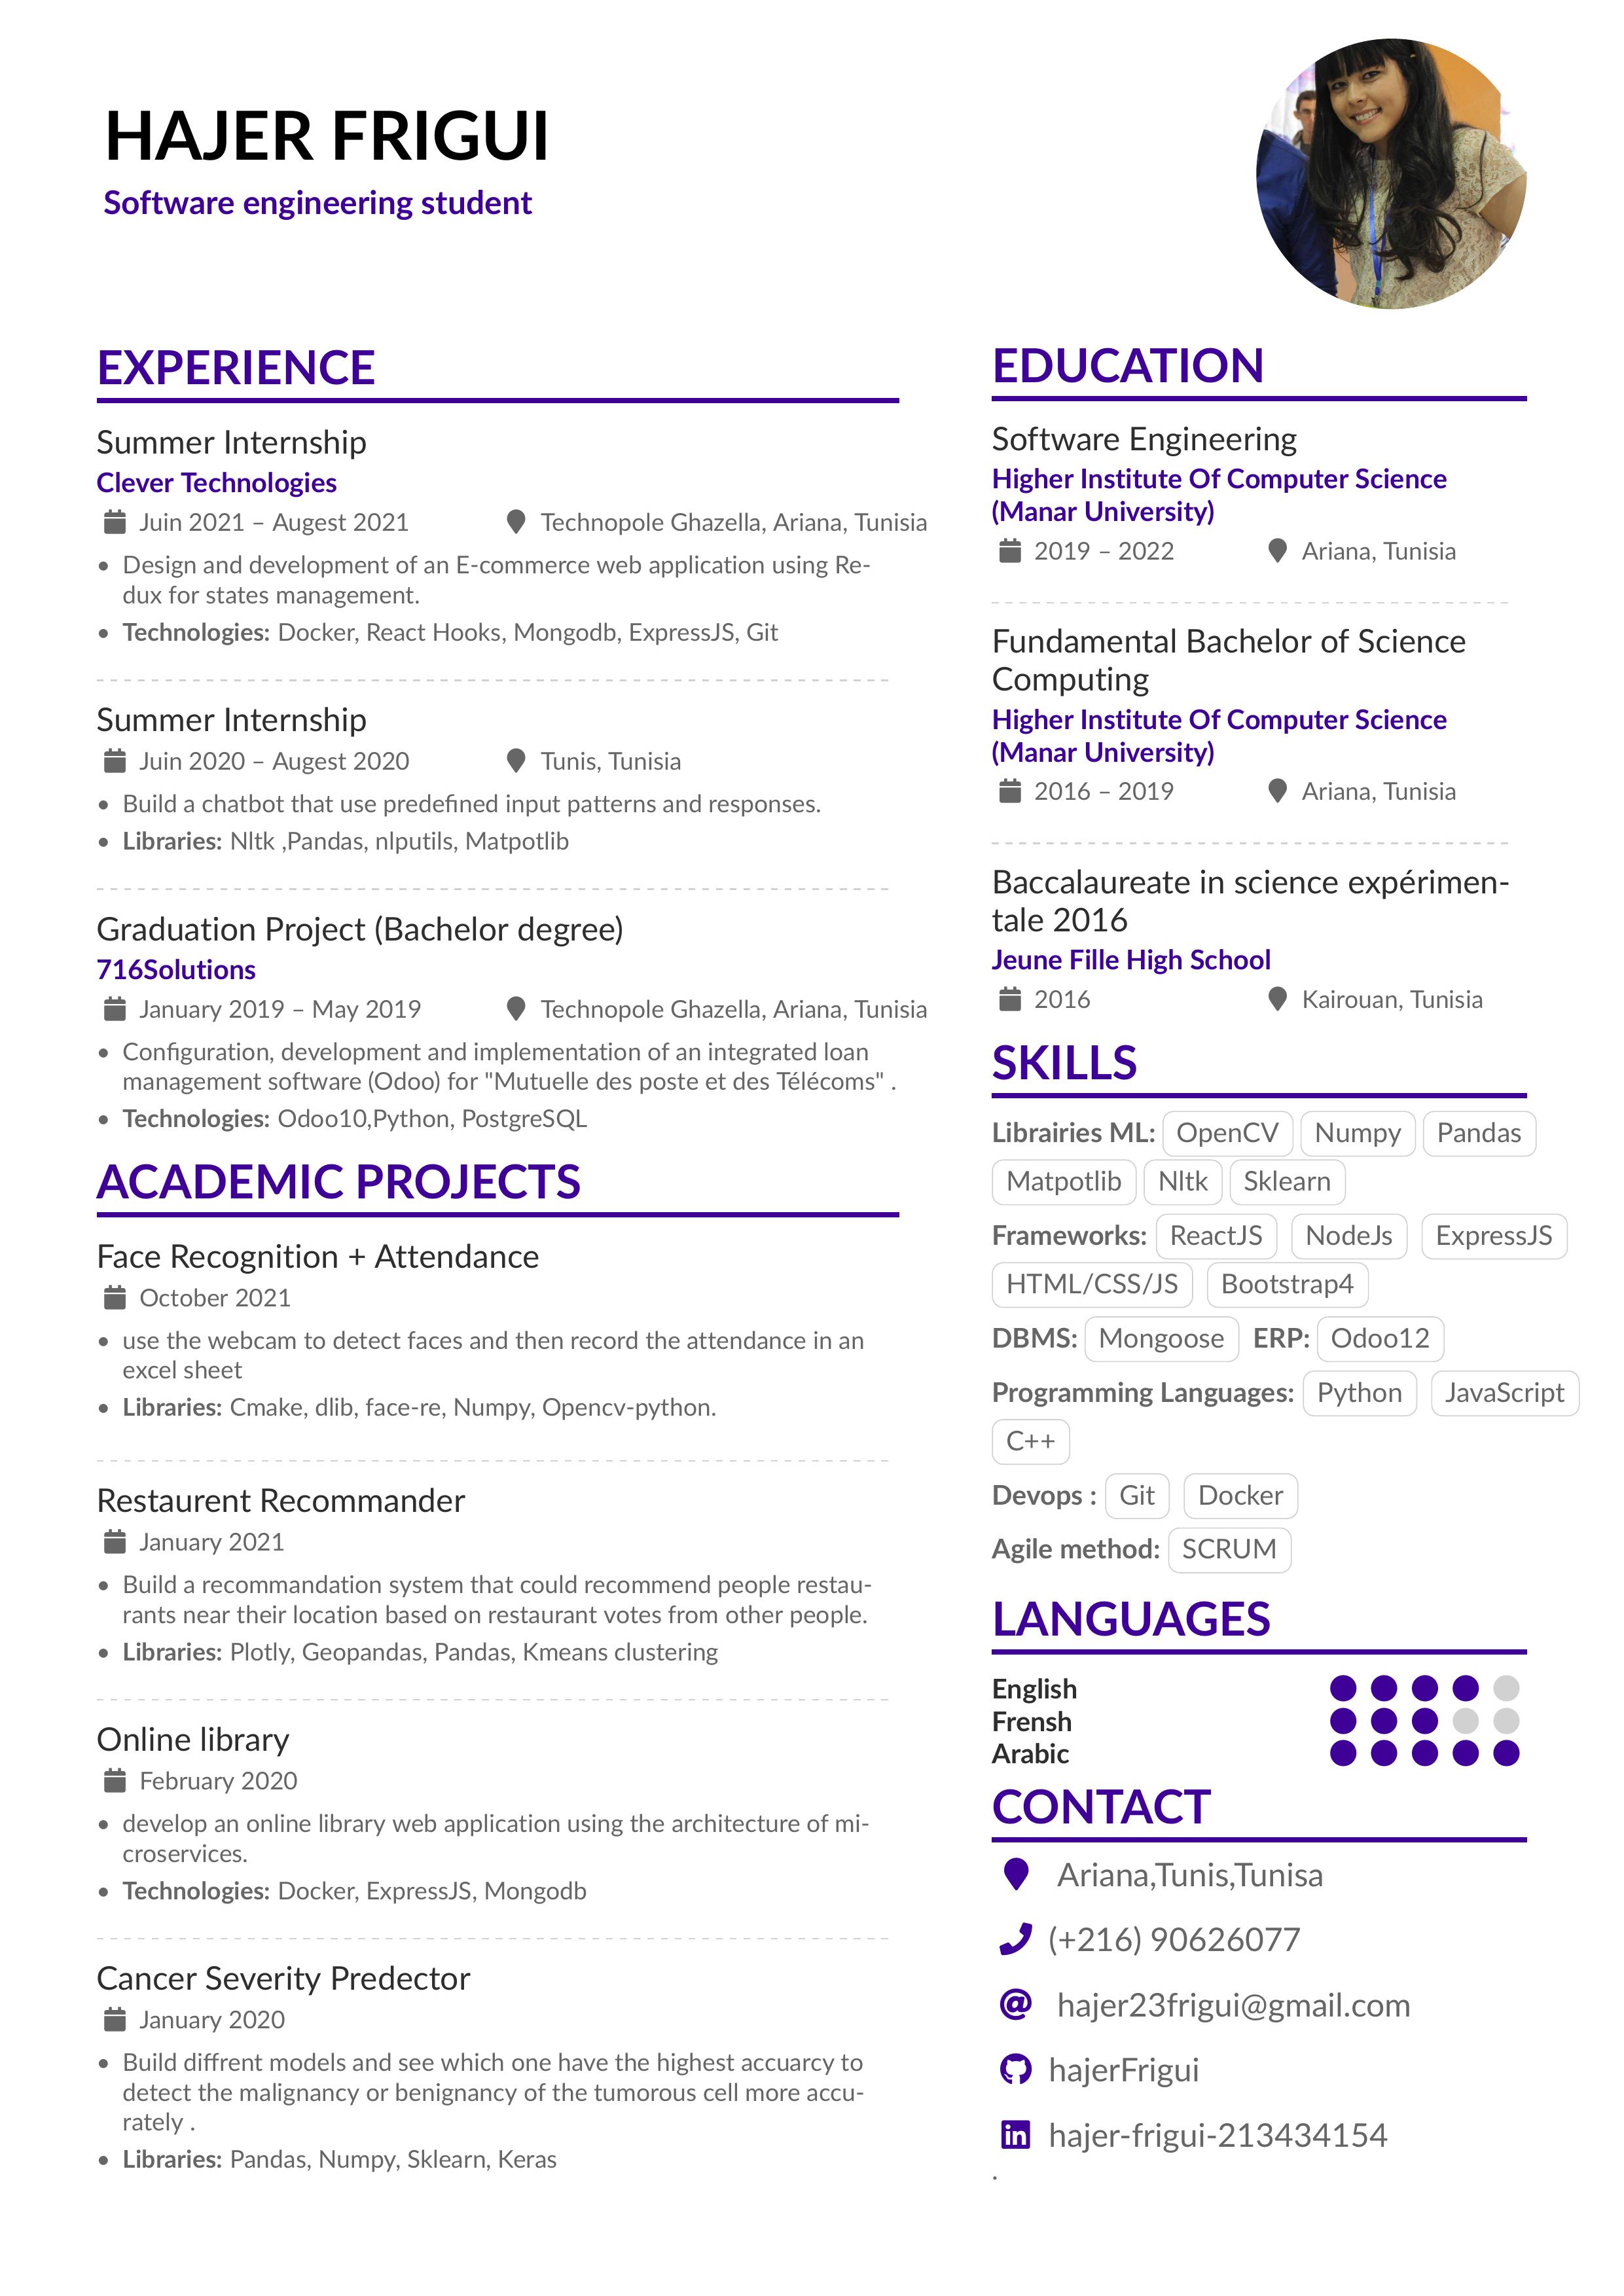 HAJER FRIGUI
Software engineering student
EXPERIENCE
Summer Internship
Clever Technologies
Juin 2021 – Augest 2021 Technopole Ghazella, Ariana, Tunisia
• Design and development of an E-commerce web application using Re-
dux for states management.
• Technologies: Docker, React Hooks, Mongodb, ExpressJS, Git
Summer Internship
Juin 2020 – Augest 2020 Tunis, Tunisia
• Build a chatbot that use predefined input patterns and responses.
• Libraries: Nltk ,Pandas, nlputils, Matpotlib
Graduation Project (Bachelor degree)
716Solutions
January 2019 – May 2019 Technopole Ghazella, Ariana, Tunisia
• Configuration, development and implementation of an integrated loan
management software (Odoo) for "Mutuelle des poste et des Télécoms" .
• Technologies: Odoo10,Python, PostgreSQL
ACADEMIC PROJECTS
Face Recognition + Attendance
October 2021
• use the webcam to detect faces and then record the attendance in an
excel sheet
• Libraries: Cmake, dlib, face-re, Numpy, Opencv-python.
Restaurent Recommander
January 2021
• Build a recommandation system that could recommend people restau-
rants near their location based on restaurant votes from other people.
• Libraries: Plotly, Geopandas, Pandas, Kmeans clustering
Online library
February 2020
• develop an online library web application using the architecture of mi-
croservices.
• Technologies: Docker, ExpressJS, Mongodb
Cancer Severity Predector
January 2020
• Build diffrent models and see which one have the highest accuarcy to
detect the malignancy or benignancy of the tumorous cell more accu-
rately .
• Libraries: Pandas, Numpy, Sklearn, Keras
EDUCATION
Software Engineering
Higher Institute Of Computer Science
(Manar University)
2019 – 2022 Ariana, Tunisia
Fundamental Bachelor of Science
Computing
Higher Institute Of Computer Science
(Manar University)
2016 – 2019 Ariana, Tunisia
Baccalaureate in science expérimen-
tale 2016
Jeune Fille High School
2016 Kairouan, Tunisia
SKILLS
Librairies ML: OpenCV Numpy Pandas
Matpotlib Nltk Sklearn
Frameworks: ReactJS NodeJs ExpressJS
HTML/CSS/JS Bootstrap4
DBMS: Mongoose ERP: Odoo12
Programming Languages: Python JavaScript
C++
Devops : Git Docker
Agile method: SCRUM
LANGUAGES
English
Frensh
Arabic
CONTACT
Ariana,Tunis,Tunisa
(+216) 90626077
hajer23frigui@gmail.com
hajerFrigui
hajer-frigui-213434154
.